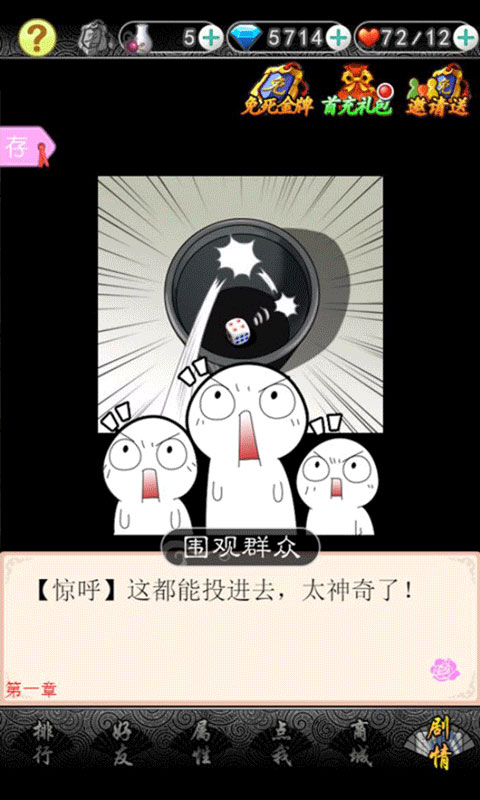 ?
5
5714
72/12
免死金牌
首充礼包
邀请送
存
围观群众
【惊呼】这都能投进去，太神奇了！
第一章
排行
好友
属性
点我
商城
剧情